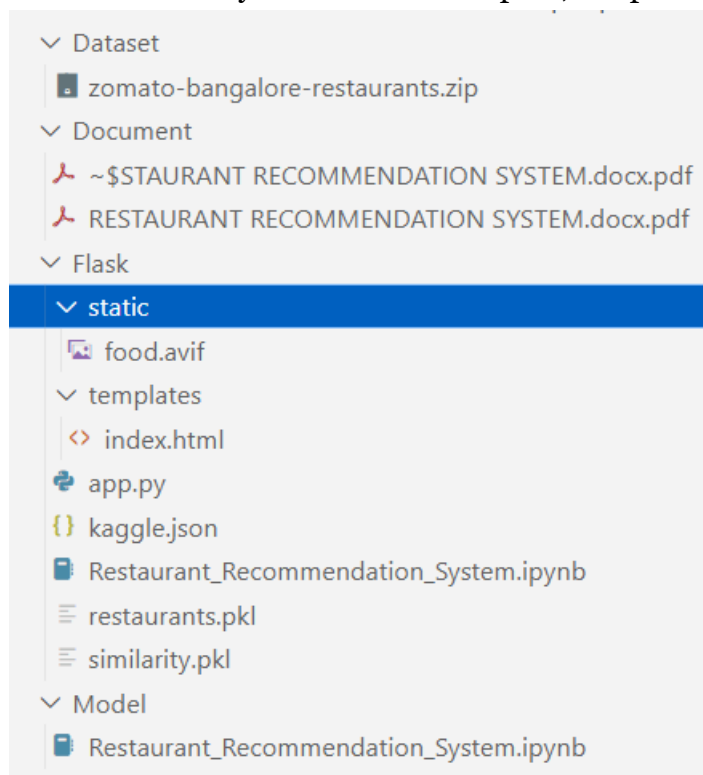 Dataset
zomato-bangalore-restaurants.zip
Document
~$STAURANT RECOMMENDATION SYSTEM.docx.pdf
RESTAURANT RECOMMENDATION SYSTEM.docx.pdf
Flask
static
food.avif
templates
index.html
app.py
kaggle.json
Restaurant_Recommendation_System.ipynb
restaurants.pkl
similarity.pkl
Model
Restaurant_Recommendation_System.ipynb